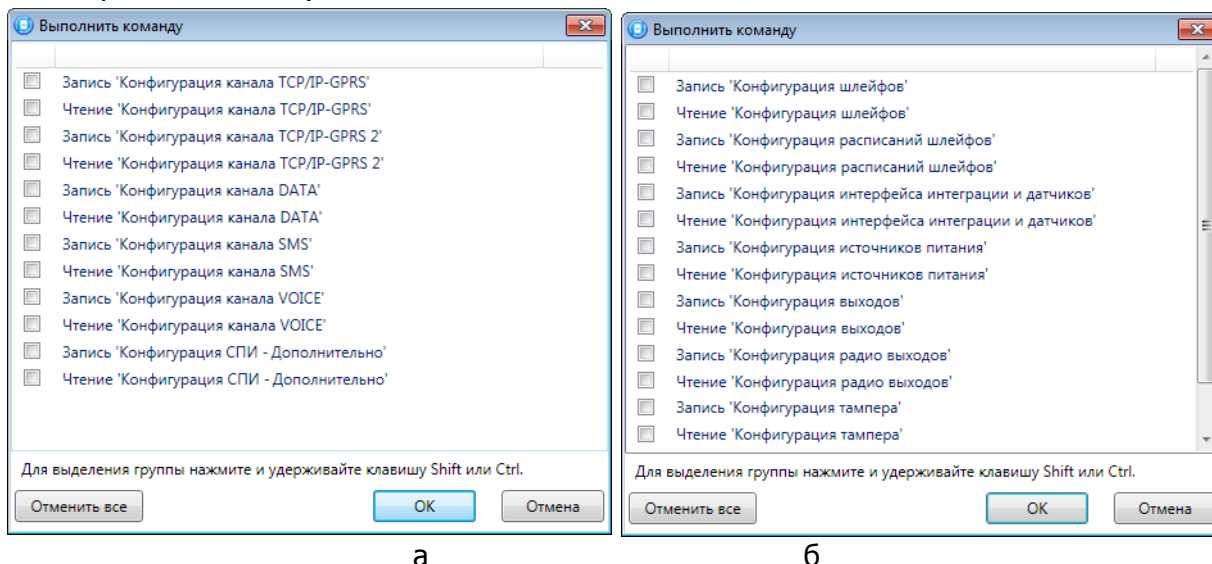 Выполнить команду
Запись 'Конфигурация канала TCP/IP-GPRS'
Чтение 'Конфигурация канала TCP/IP-GPRS'
Запись 'Конфигурация канала TCP/IP-GPRS 2'
Чтение 'Конфигурация канала TCP/IP-GPRS 2'
Запись 'Конфигурация канала DATA'
Чтение 'Конфигурация канала DATA'
Запись 'Конфигурация канала SMS'
Чтение 'Конфигурация канала SMS'
Запись 'Конфигурация канала VOICE'
Чтение 'Конфигурация канала VOICE'
Запись 'Конфигурация СПИ - Дополнительно'
Чтение 'Конфигурация СПИ - Дополнительно'
Для выделения группы нажмите и удерживайте клавишу Shift или Ctrl.
Отменить все
OK
Отмена
а
Выполнить команду
Запись 'Конфигурация шлейфов'
Чтение 'Конфигурация шлейфов'
Запись 'Конфигурация расписаний шлейфов'
Чтение 'Конфигурация расписаний шлейфов'
Запись 'Конфигурация интерфейса интеграции и датчиков'
Чтение 'Конфигурация интерфейса интеграции и датчиков'
Запись 'Конфигурация источников питания'
Чтение 'Конфигурация источников питания'
Запись 'Конфигурация выходов'
Чтение 'Конфигурация выходов'
Запись 'Конфигурация радио выходов'
Чтение 'Конфигурация радио выходов'
Запись 'Конфигурация тампера'
Чтение 'Конфигурация тампера'
Для выделения группы нажмите и удерживайте клавишу Shift или Ctrl.
Отменить все
OK
Отмена
б